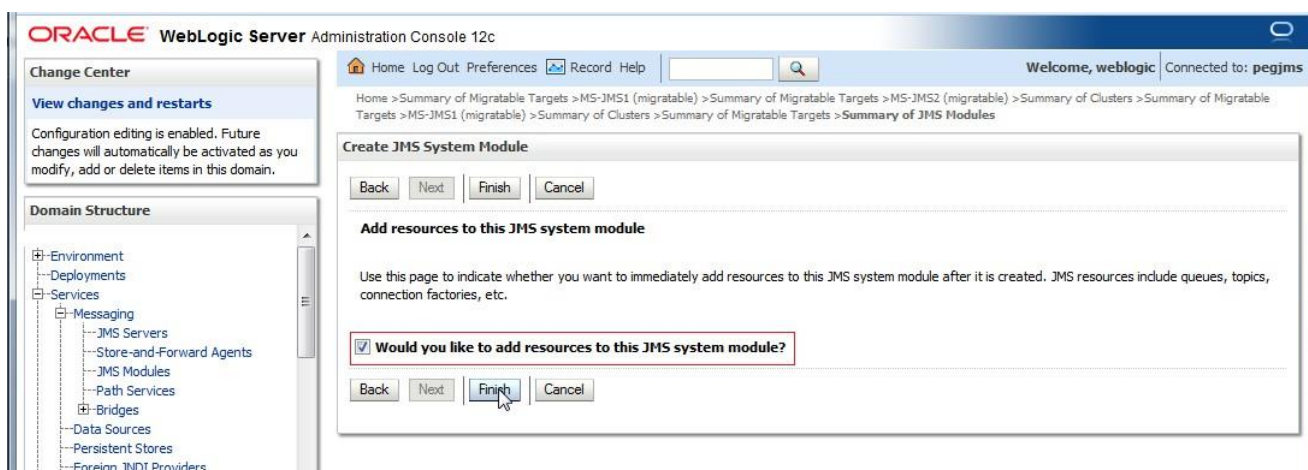 ORACLE WebLogic Server Administration Console 12c
Change Center
View changes and restarts
Configuration editing is enabled. Future
changes will automatically be activated as you
modify, add or delete items in this domain.
Domain Structure
Environment
Deployments
Services
Messaging
JMS Servers
Store-and-Forward Agents
JMS Modules
Path Services
Bridges
Data Sources
Persistent Stores
Foreign JNDI Providers
Home Log Out Preferences Record Help
Welcome, weblogic Connected to: pegjms
Home >Summary of Migratable Targets >MS-JMS1 (migratable) >Summary of Migratable Targets >MS-JMS2 (migratable) >Summary of Clusters >Summary of Migratable
Targets >MS-JMS1 (migratable) >Summary of Clusters >Summary of Migratable Targets >Summary of JMS Modules
Create JMS System Module
Back Next Finish Cancel
Add resources to this JMS system module
Use this page to indicate whether you want to immediately add resources to this JMS system module after it is created. JMS resources include queues, topics,
connection factories, etc.
Would you like to add resources to this JMS system module?
Back Next Finish Cancel